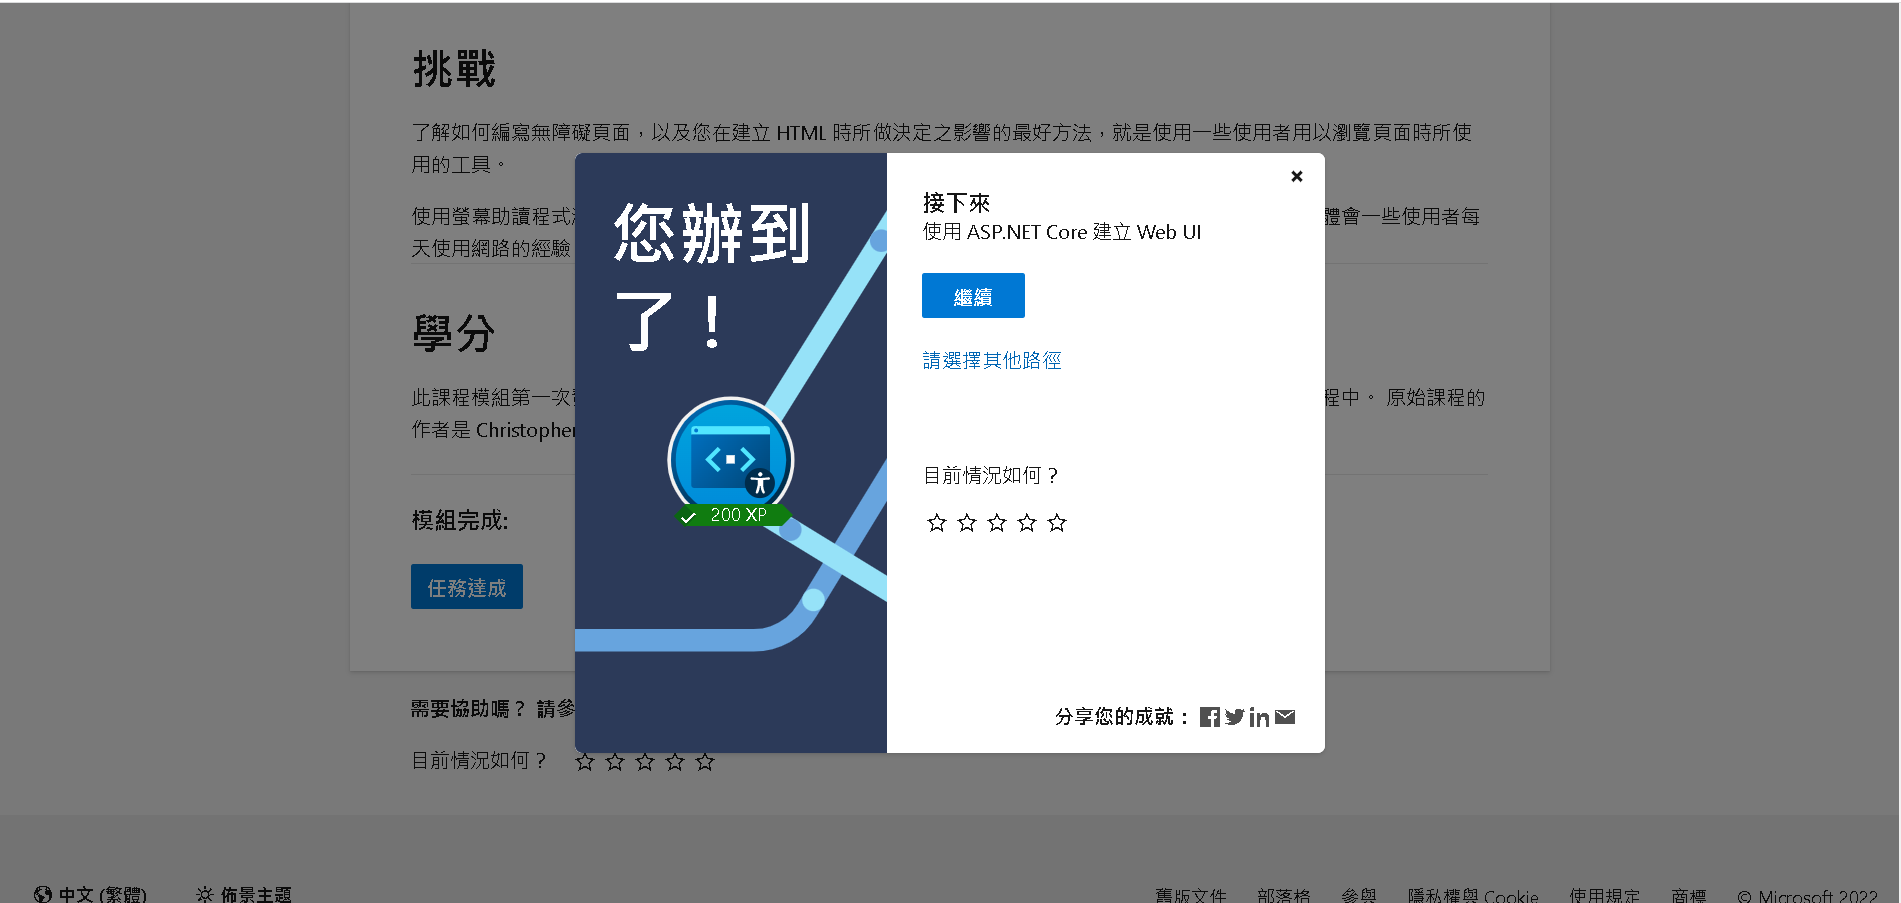 挑戰
了解如何編寫無障礙頁面，以及您在建立 HTML 時所做決定之影響的最好方法，就是使用一些使用者用以瀏覽頁面時所使
用的工具。
使用螢幕助讀程式
體會一些使用者每
天使用網路的經驗
學分
此課程模組第一次
程中。 原始課程的
作者是 Christopher
模組完成:
任務達成
需要協助嗎？ 請參
目前情況如何？
您辦到
了！
200 XP
接下來
使用 ASP.NET Core 建立 Web UI
繼續
請選擇其他路徑
目前情況如何？
分享您的成就：
中文 (繁體)
佈景主題
舊版文件 部落格 參與 隱私權與 Cookie 使用規定 商標 © Microsoft 2022